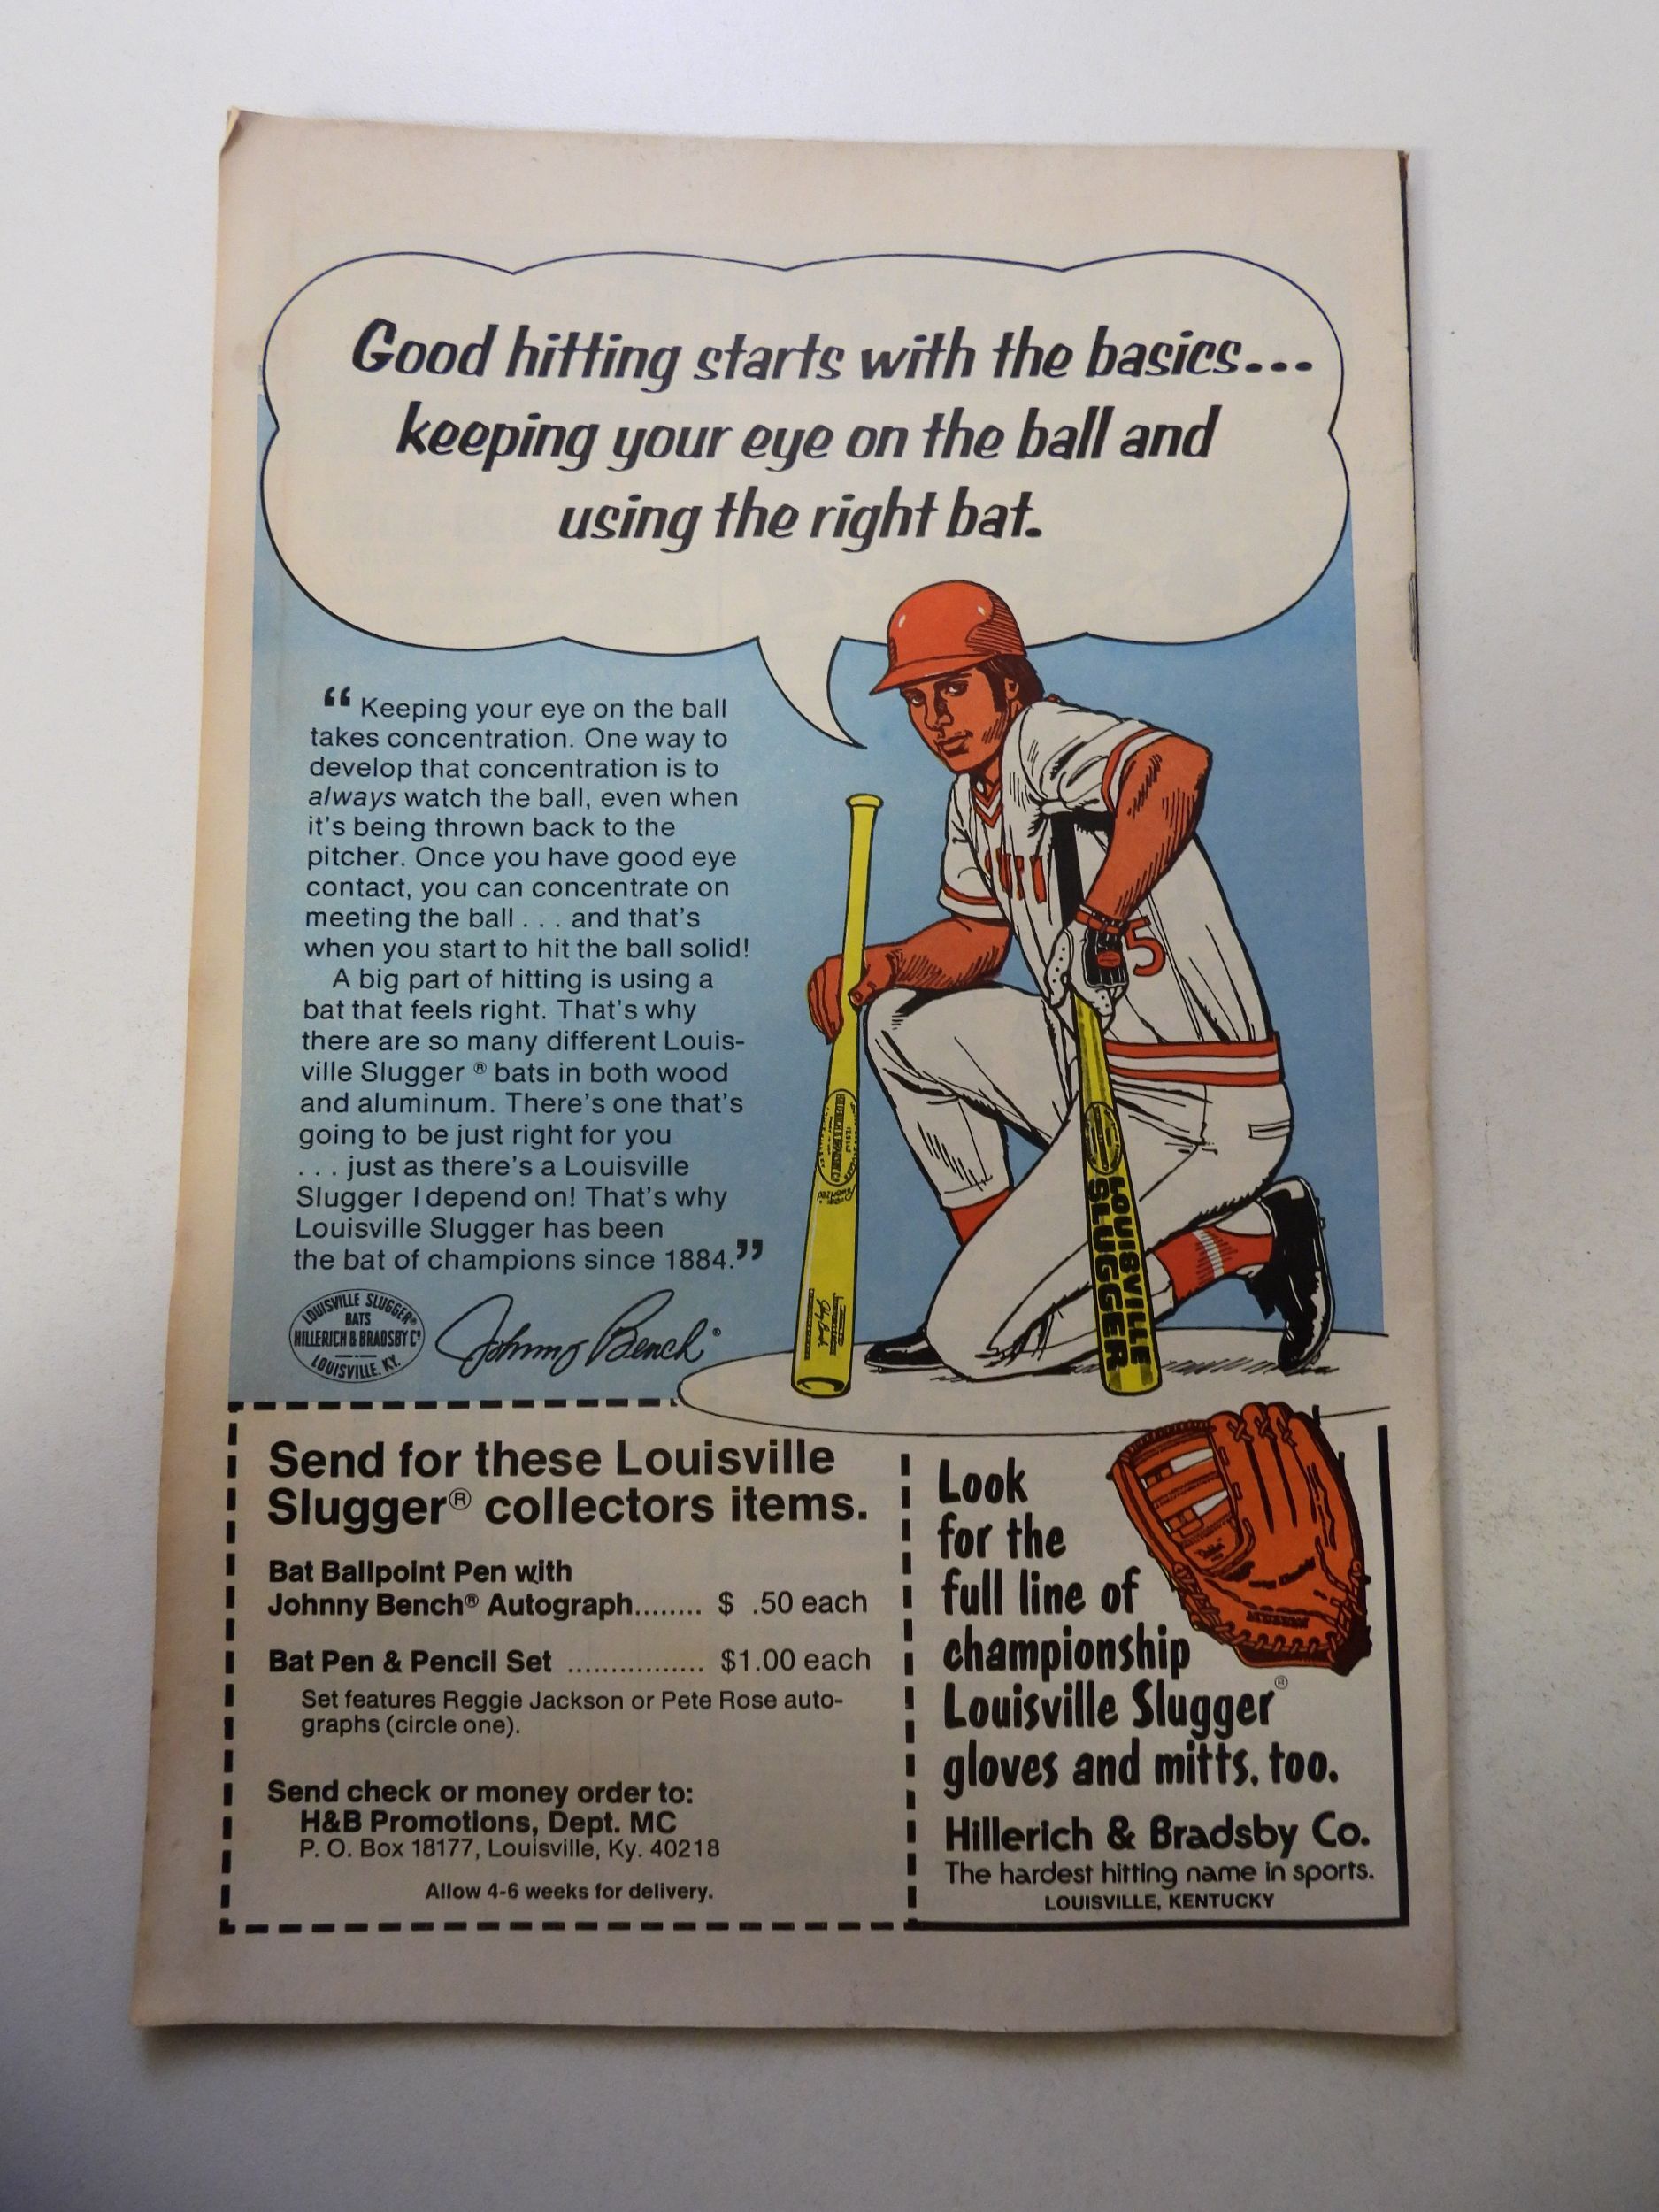 Good hitting starts with the basics...
keeping your eye on the ball and
using the right bat.
“ Keeping your eye on the ball
takes concentration. One way to
develop that concentration is to
always watch the ball, even when
it's being thrown back to the
pitcher. Once you have good eye
contact, you can concentrate on
meeting the ball . . . and that's
when you start to hit the ball solid!
A big part of hitting is using a
bat that feels right. That's why
there are so many different Louis-
ville Slugger ® bats in both wood
and aluminum. There's one that's
going to be just right for you
. . . just as there's a Louisville
Slugger I depend on! That's why
Louisville Slugger has been
the bat of champions since 1884.”
5
LOUISVILLE
SLUGGER
LOUISVILLE SLUGGER®
BATS
HILLERICH & BRADSBY Co
LOUISVILLE, KY.
Johnny Bench®
Send for these Louisville
Slugger® collectors items.
Bat Ballpoint Pen with
Johnny Bench® Autograph........ $ .50 each
Bat Pen & Pencil Set ................ $1.00 each
Set features Reggie Jackson or Pete Rose auto-
graphs (circle one).
Send check or money order to:
H&B Promotions, Dept. MC
P. O. Box 18177, Louisville, Ky. 40218
Allow 4-6 weeks for delivery.
Look
for the
full line of
championship
Louisville Slugger®
gloves and mitts, too.
Hillerich & Bradsby Co.
The hardest hitting name in sports.
LOUISVILLE, KENTUCKY